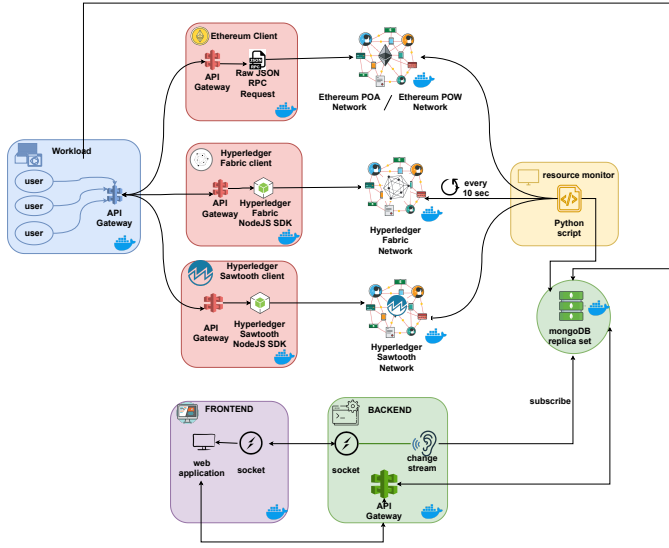 Ethereum Client
API
Gateway
JSON
RPC
Raw JSON
RPC
Request
Ethereum POA
Network
/
Ethereum POW
Network
Workload
user
user
user
API
Gateway
Hyperledger
Fabric client
API
Gateway
Hyperledger
Fabric
NodeJS SDK
Hyperledger
Fabric
Network
every
10 sec
resource monitor
Python
script
Hyperledger
Sawtooth client
API
Gateway
Hyperledger
Sawtooth
NodeJS SDK
Hyperledger
Sawtooth
Network
mongoDB
replica set
subscribe
FRONTEND
web
application
socket
BACKEND
socket
change
stream
API
Gateway